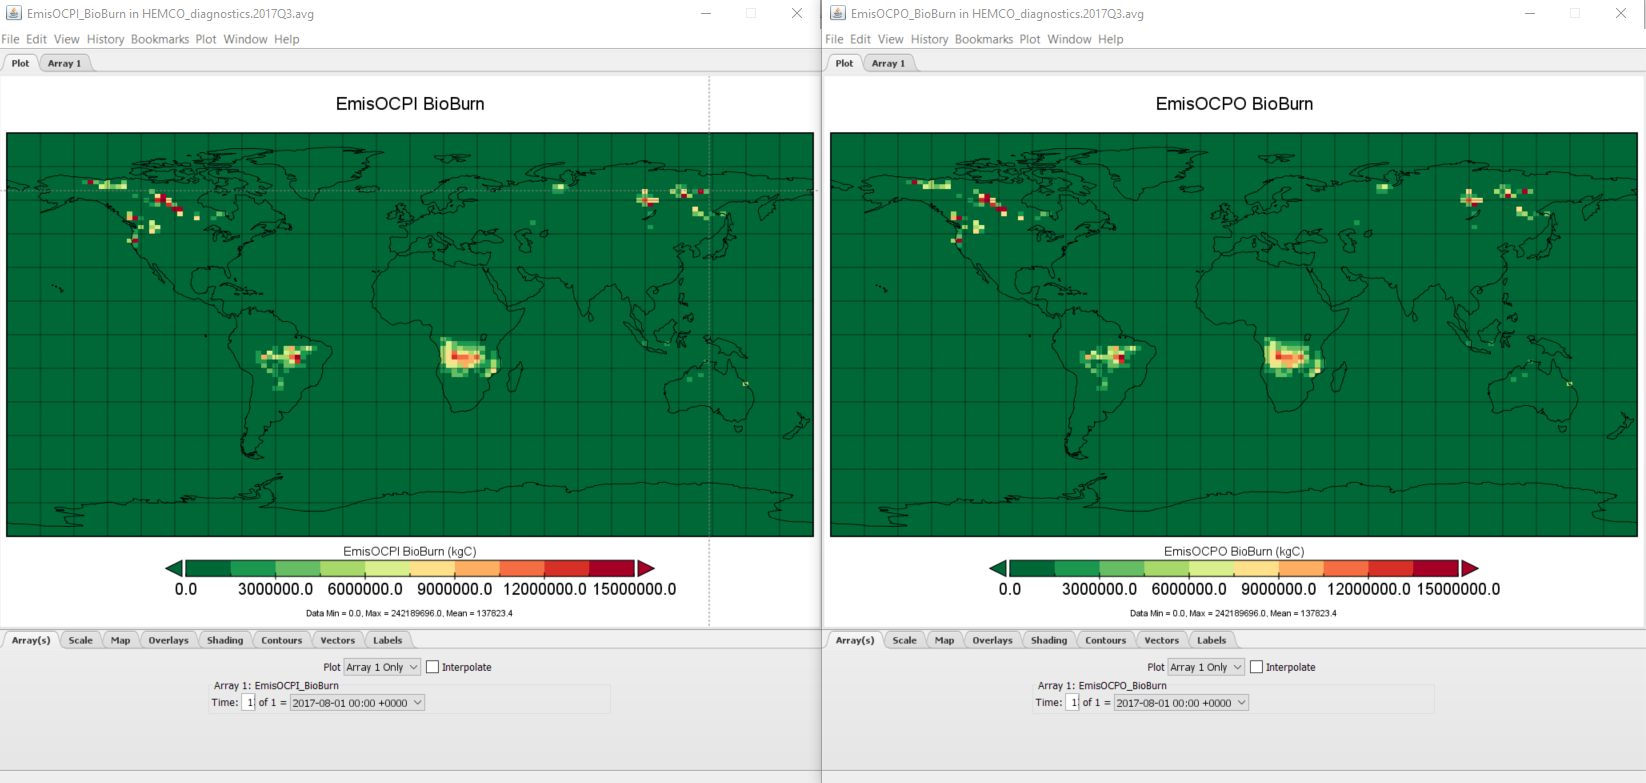 EmisOCPI_BioBurn in HEMCO_diagnostics.2017Q3.avg
File Edit View History Bookmarks Plot Window Help
Plot Array 1
EmisOCPI BioBurn
EmisOCPI BioBurn (kgC)
0.0 3000000.0 6000000.0 9000000.0 12000000.0 15000000.0
Data Min = 0.0, Max = 242189696.0, Mean = 137823.4
Array(s) Scale Map Overlays Shading Contours Vectors Labels
Plot Array 1 Only Interpolate
Array 1: EmisOCPI_BioBurn
Time: 1 of 1 = 2017-08-01 00:00 +0000
EmisOCPO_BioBurn in HEMCO_diagnostics.2017Q3.avg
File Edit View History Bookmarks Plot Window Help
Plot Array 1
EmisOCPO BioBurn
EmisOCPO BioBurn (kgC)
0.0 3000000.0 6000000.0 9000000.0 12000000.0 15000000.0
Data Min = 0.0, Max = 242189696.0, Mean = 137823.4
Array(s) Scale Map Overlays Shading Contours Vectors Labels
Plot Array 1 Only Interpolate
Array 1: EmisOCPO_BioBurn
Time: 1 of 1 = 2017-08-01 00:00 +0000